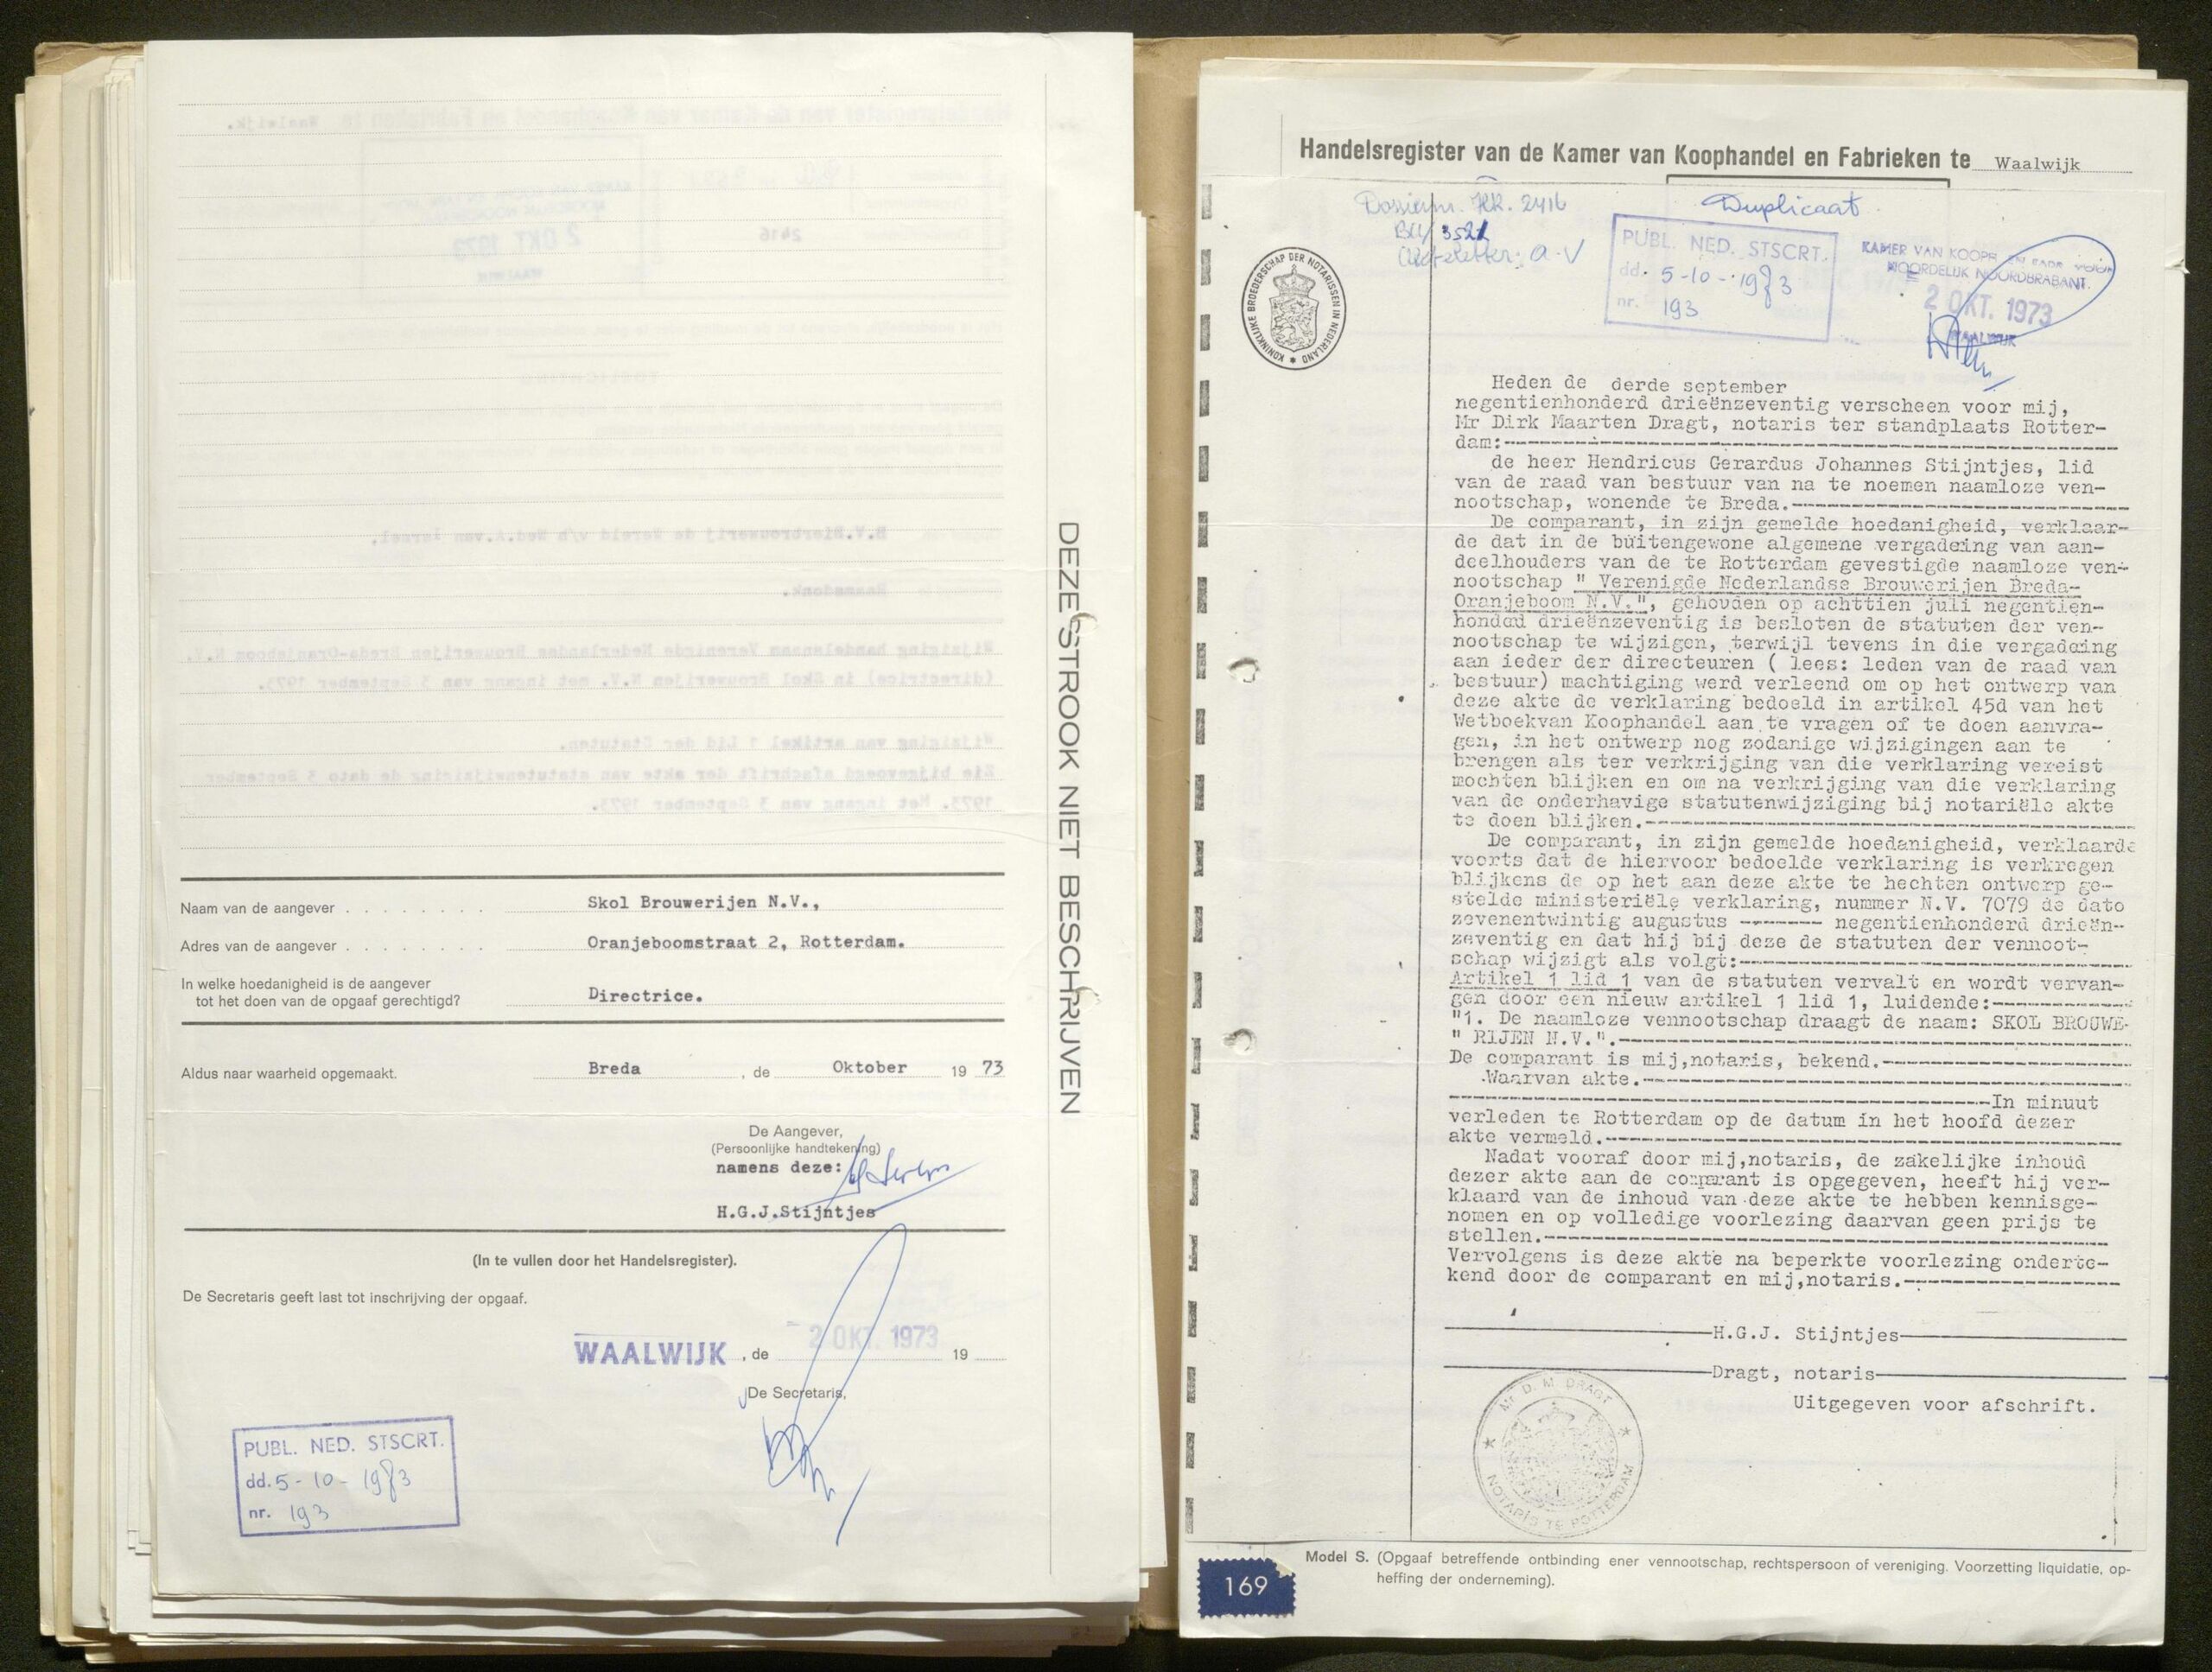 Naam van de aangever . . . . . . . . Skol Brouwerijen N.V.,
Adres van de aangever . . . . . . . . Oranjeboomstraat 2, Rotterdam.
In welke hoedanigheid is de aangever
tot het doen van de opgaaf gerechtigd? Directrice.
Aldus naar waarheid opgemaakt. Breda , de Oktober 19 73
De Aangever,
(Persoonlijke handtekening)
namens deze:
H.G.J.Stijntjes
(In te vullen door het Handelsregister).
De Secretaris geeft last tot inschrijving der opgaaf.
WAALWIJK , de - 2 OKT. 1973 19
De Secretaris,
PUBL. NED. STSCRT.
dd. 5-10-1973
nr. 193
DEZE STROOK NIET BESCHRIJVEN
Handelsregister van de Kamer van Koophandel en Fabrieken te Waalwijk
Dossiernr. HR. 2416
3521
Duplicaat
PUBL. NED. STSCRT.
dd. 5-10-1973
nr. 193
KAMER VAN KOOPH. EN FABR. VOOR
NOORDELIJK NOORDBRABANT.
2 OKT. 1973
WAALWIJK
KONINKLIJKE BROEDERSCHAP DER NOTARISSEN IN NEDERLAND
Heden de derde september
negentienhonderd drieënzeventig verscheen voor mij,
Mr Dirk Maarten Dragt, notaris ter standplaats Rotter-
dam:
de heer Hendricus Gerardus Johannes Stijntjes, lid
van de raad van bestuur van na te noemen naamloze ven-
nootschap, wonende te Breda.
De comparant, in zijn gemelde hoedanigheid, verklaar-
de dat in de buitengewone algemene vergadering van aan-
deelhouders van de te Rotterdam gevestigde naamloze ven-
nootschap " Verenigde Nederlandse Brouwerijen Breda-
Oranjeboom N.V.", gehouden op achttien juli negentien-
honded drieënzeventig is besloten de statuten der ven-
nootschap te wijzigen, terwijl tevens in die vergadering
aan ieder der directeuren ( lees: leden van de raad van
bestuur) machtiging werd verleend om op het ontwerp van
deze akte de verklaring bedoeld in artikel 45d van het
Wetboekvan Koophandel aan te vragen of te doen aanvra-
gen, in het ontwerp nog zodanige wijzigingen aan te
brengen als ter verkrijging van die verklaring vereist
mochten blijken en om na verkrijging van die verklaring
van de onderhavige statutenwijziging bij notariële akte
te doen blijken.
De comparant, in zijn gemelde hoedanigheid, verklaarde
voorts dat de hiervoor bedoelde verklaring is verkregen
blijkens de op het aan deze akte te hechten ontwerp ge-
stelde ministeriële verklaring, nummer N.V. 7079 de dato
zevenentwintig augustus ------- negentienhonderd drieën-
zeventig en dat hij bij deze de statuten der vennoot-
schap wijzigt als volgt:
Artikel 1 lid 1 van de statuten vervalt en wordt vervan-
gen door een nieuw artikel 1 lid 1, luidende:
"1. De naamloze vennootschap draagt de naam: SKOL BROUWE-
" RIJEN N.V.".
De comparant is mij,notaris, bekend.
Waarvan akte.
In minuut
verleden te Rotterdam op de datum in het hoofd dezer
akte vermeld.
Nadat vooraf door mij,notaris, de zakelijke inhoud
dezer akte aan de comparant is opgegeven, heeft hij ver-
klaard van de inhoud van deze akte te hebben kennisge-
nomen en op volledige voorlezing daarvan geen prijs te
stellen.
Vervolgens is deze akte na beperkte voorlezing onderte-
kend door de comparant en mij,notaris.
H.G.J. Stijntjes
Dragt, notaris
Uitgegeven voor afschrift.
Mr D. M. DRAGT
NOTARIS TE ROTTERDAM
Model S. (Opgaaf betreffende ontbinding ener vennootschap, rechtspersoon of vereniging. Voorzetting liquidatie, op-
heffing der onderneming).
169